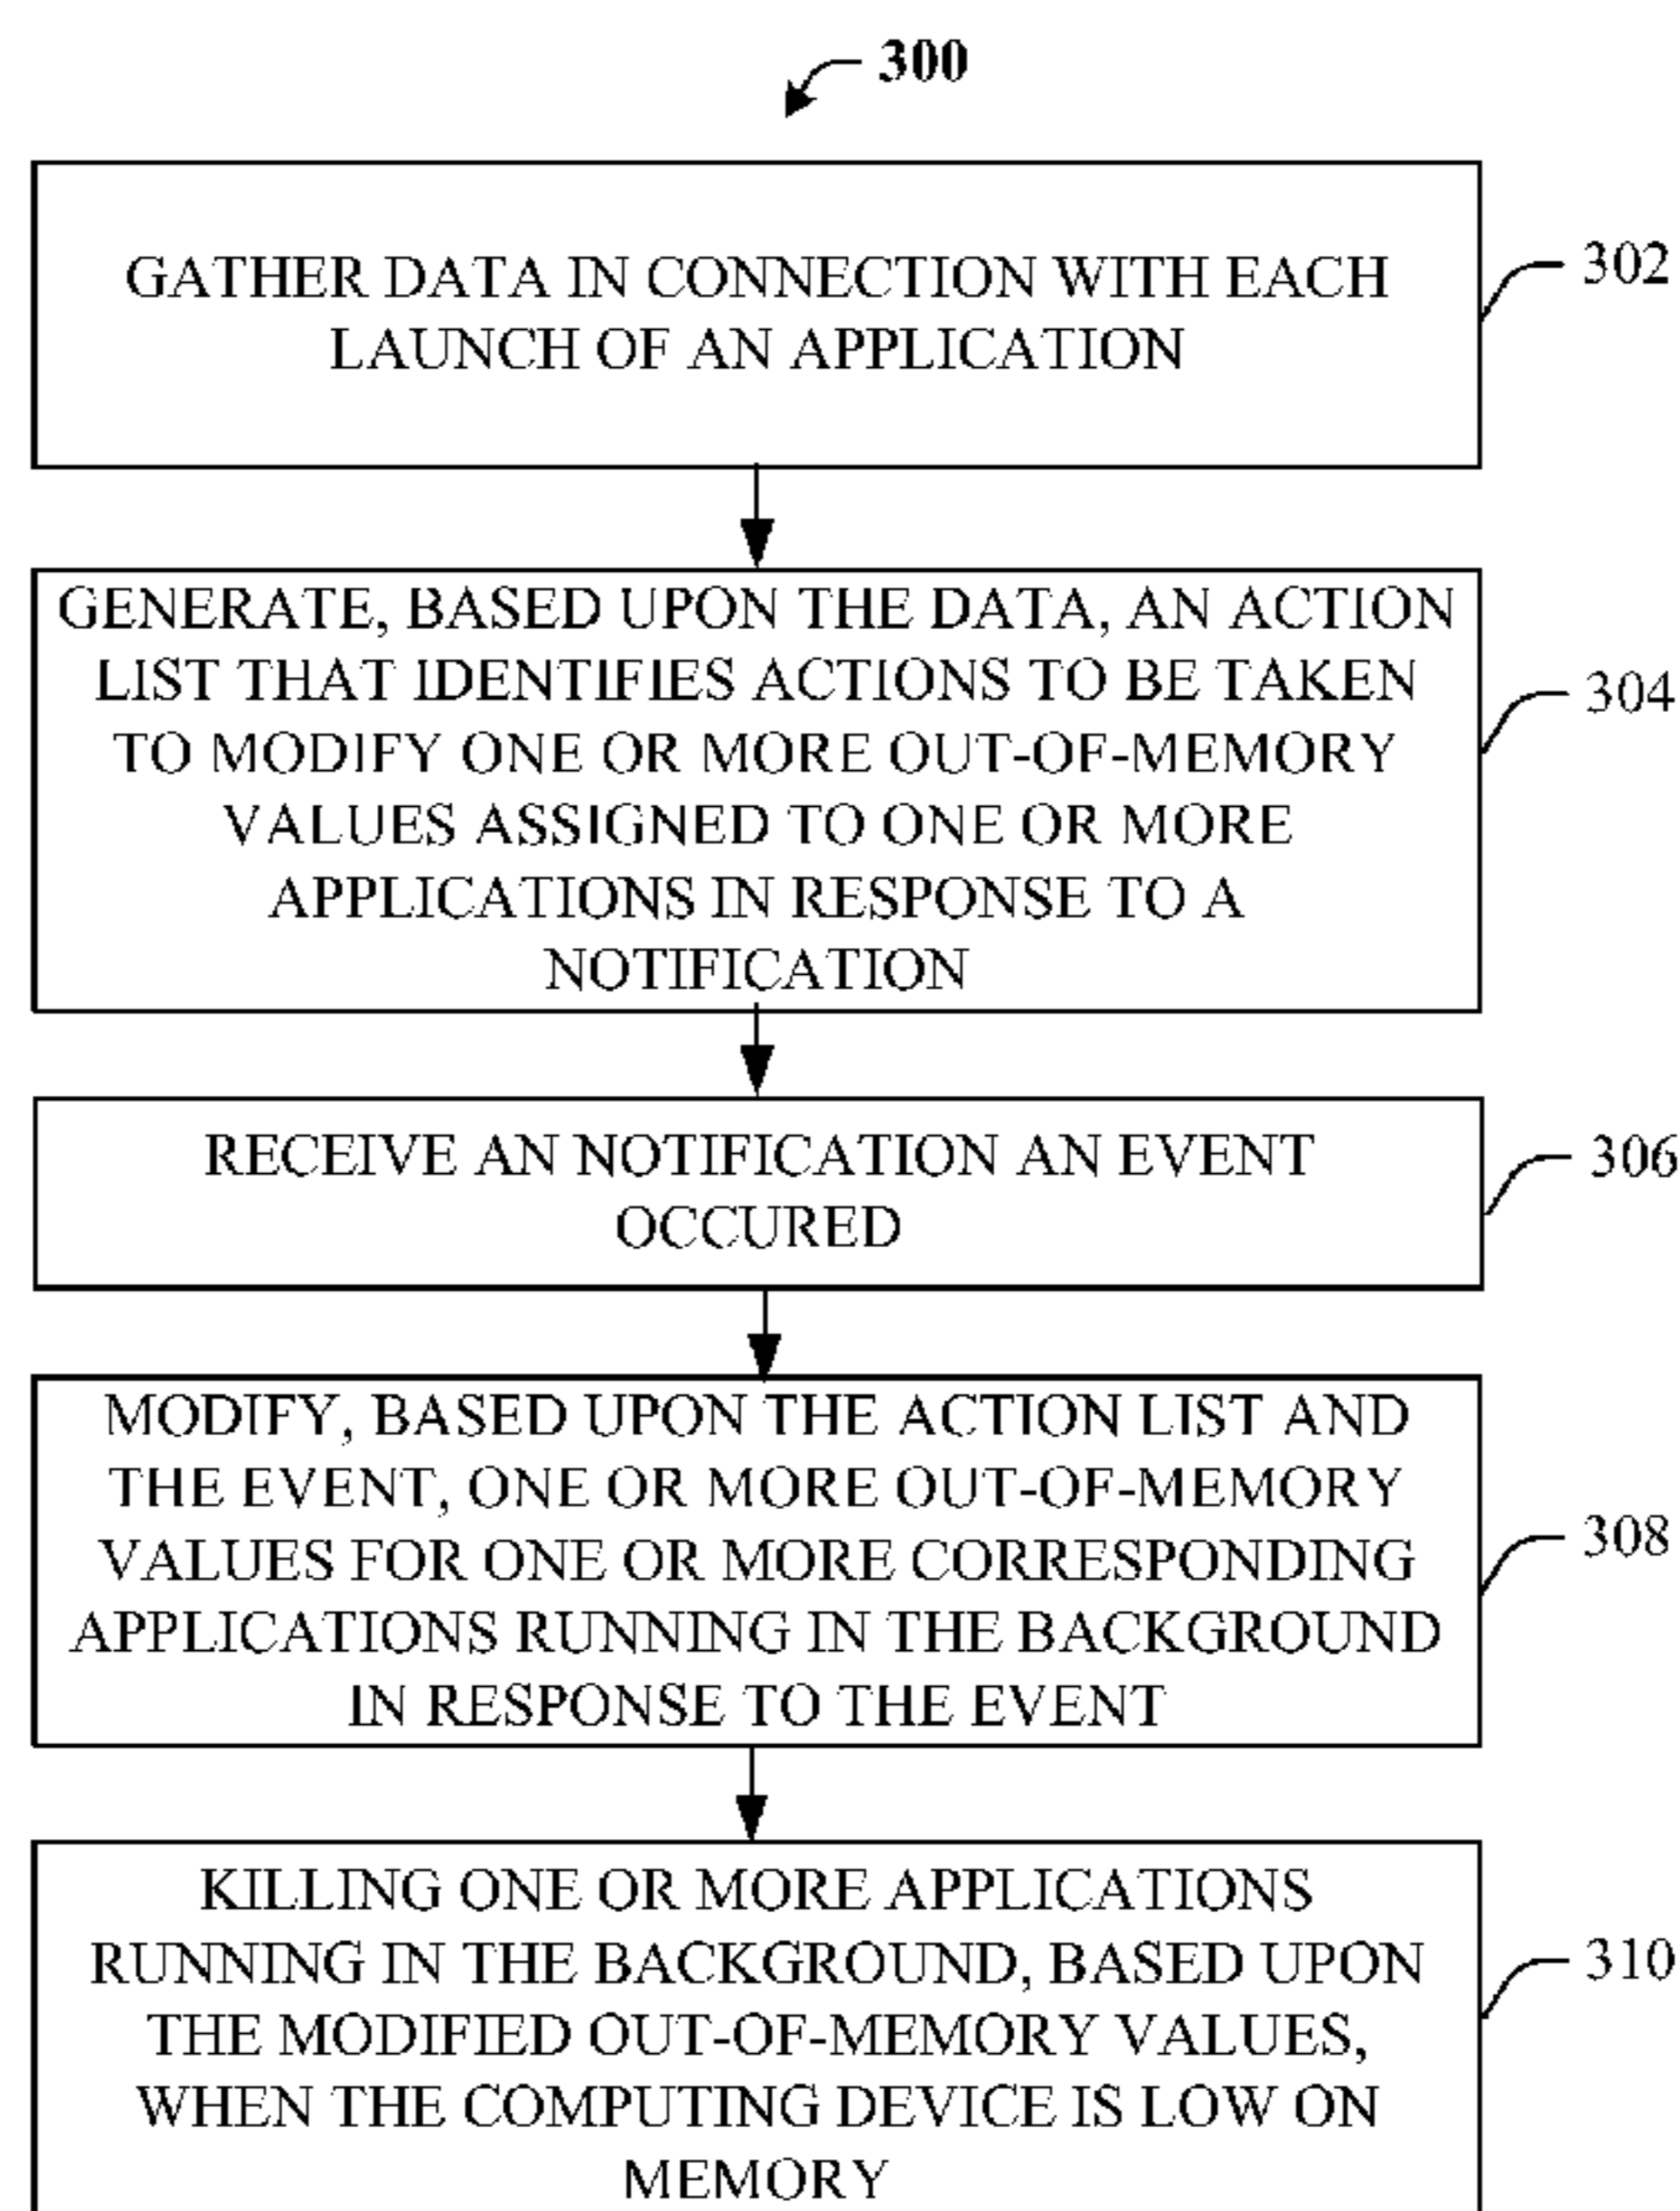 300
GATHER DATA IN CONNECTION WITH EACH
LAUNCH OF AN APPLICATION
302
GENERATE, BASED UPON THE DATA, AN ACTION
LIST THAT IDENTIFIES ACTIONS TO BE TAKEN
TO MODIFY ONE OR MORE OUT-OF-MEMORY
VALUES ASSIGNED TO ONE OR MORE
APPLICATIONS IN RESPONSE TO A
NOTIFICATION
304
RECEIVE AN NOTIFICATION AN EVENT
OCCURED
306
MODIFY, BASED UPON THE ACTION LIST AND
THE EVENT, ONE OR MORE OUT-OF-MEMORY
VALUES FOR ONE OR MORE CORRESPONDING
APPLICATIONS RUNNING IN THE BACKGROUND
IN RESPONSE TO THE EVENT
308
KILLING ONE OR MORE APPLICATIONS
RUNNING IN THE BACKGROUND, BASED UPON
THE MODIFIED OUT-OF-MEMORY VALUES,
WHEN THE COMPUTING DEVICE IS LOW ON
MEMORY
310